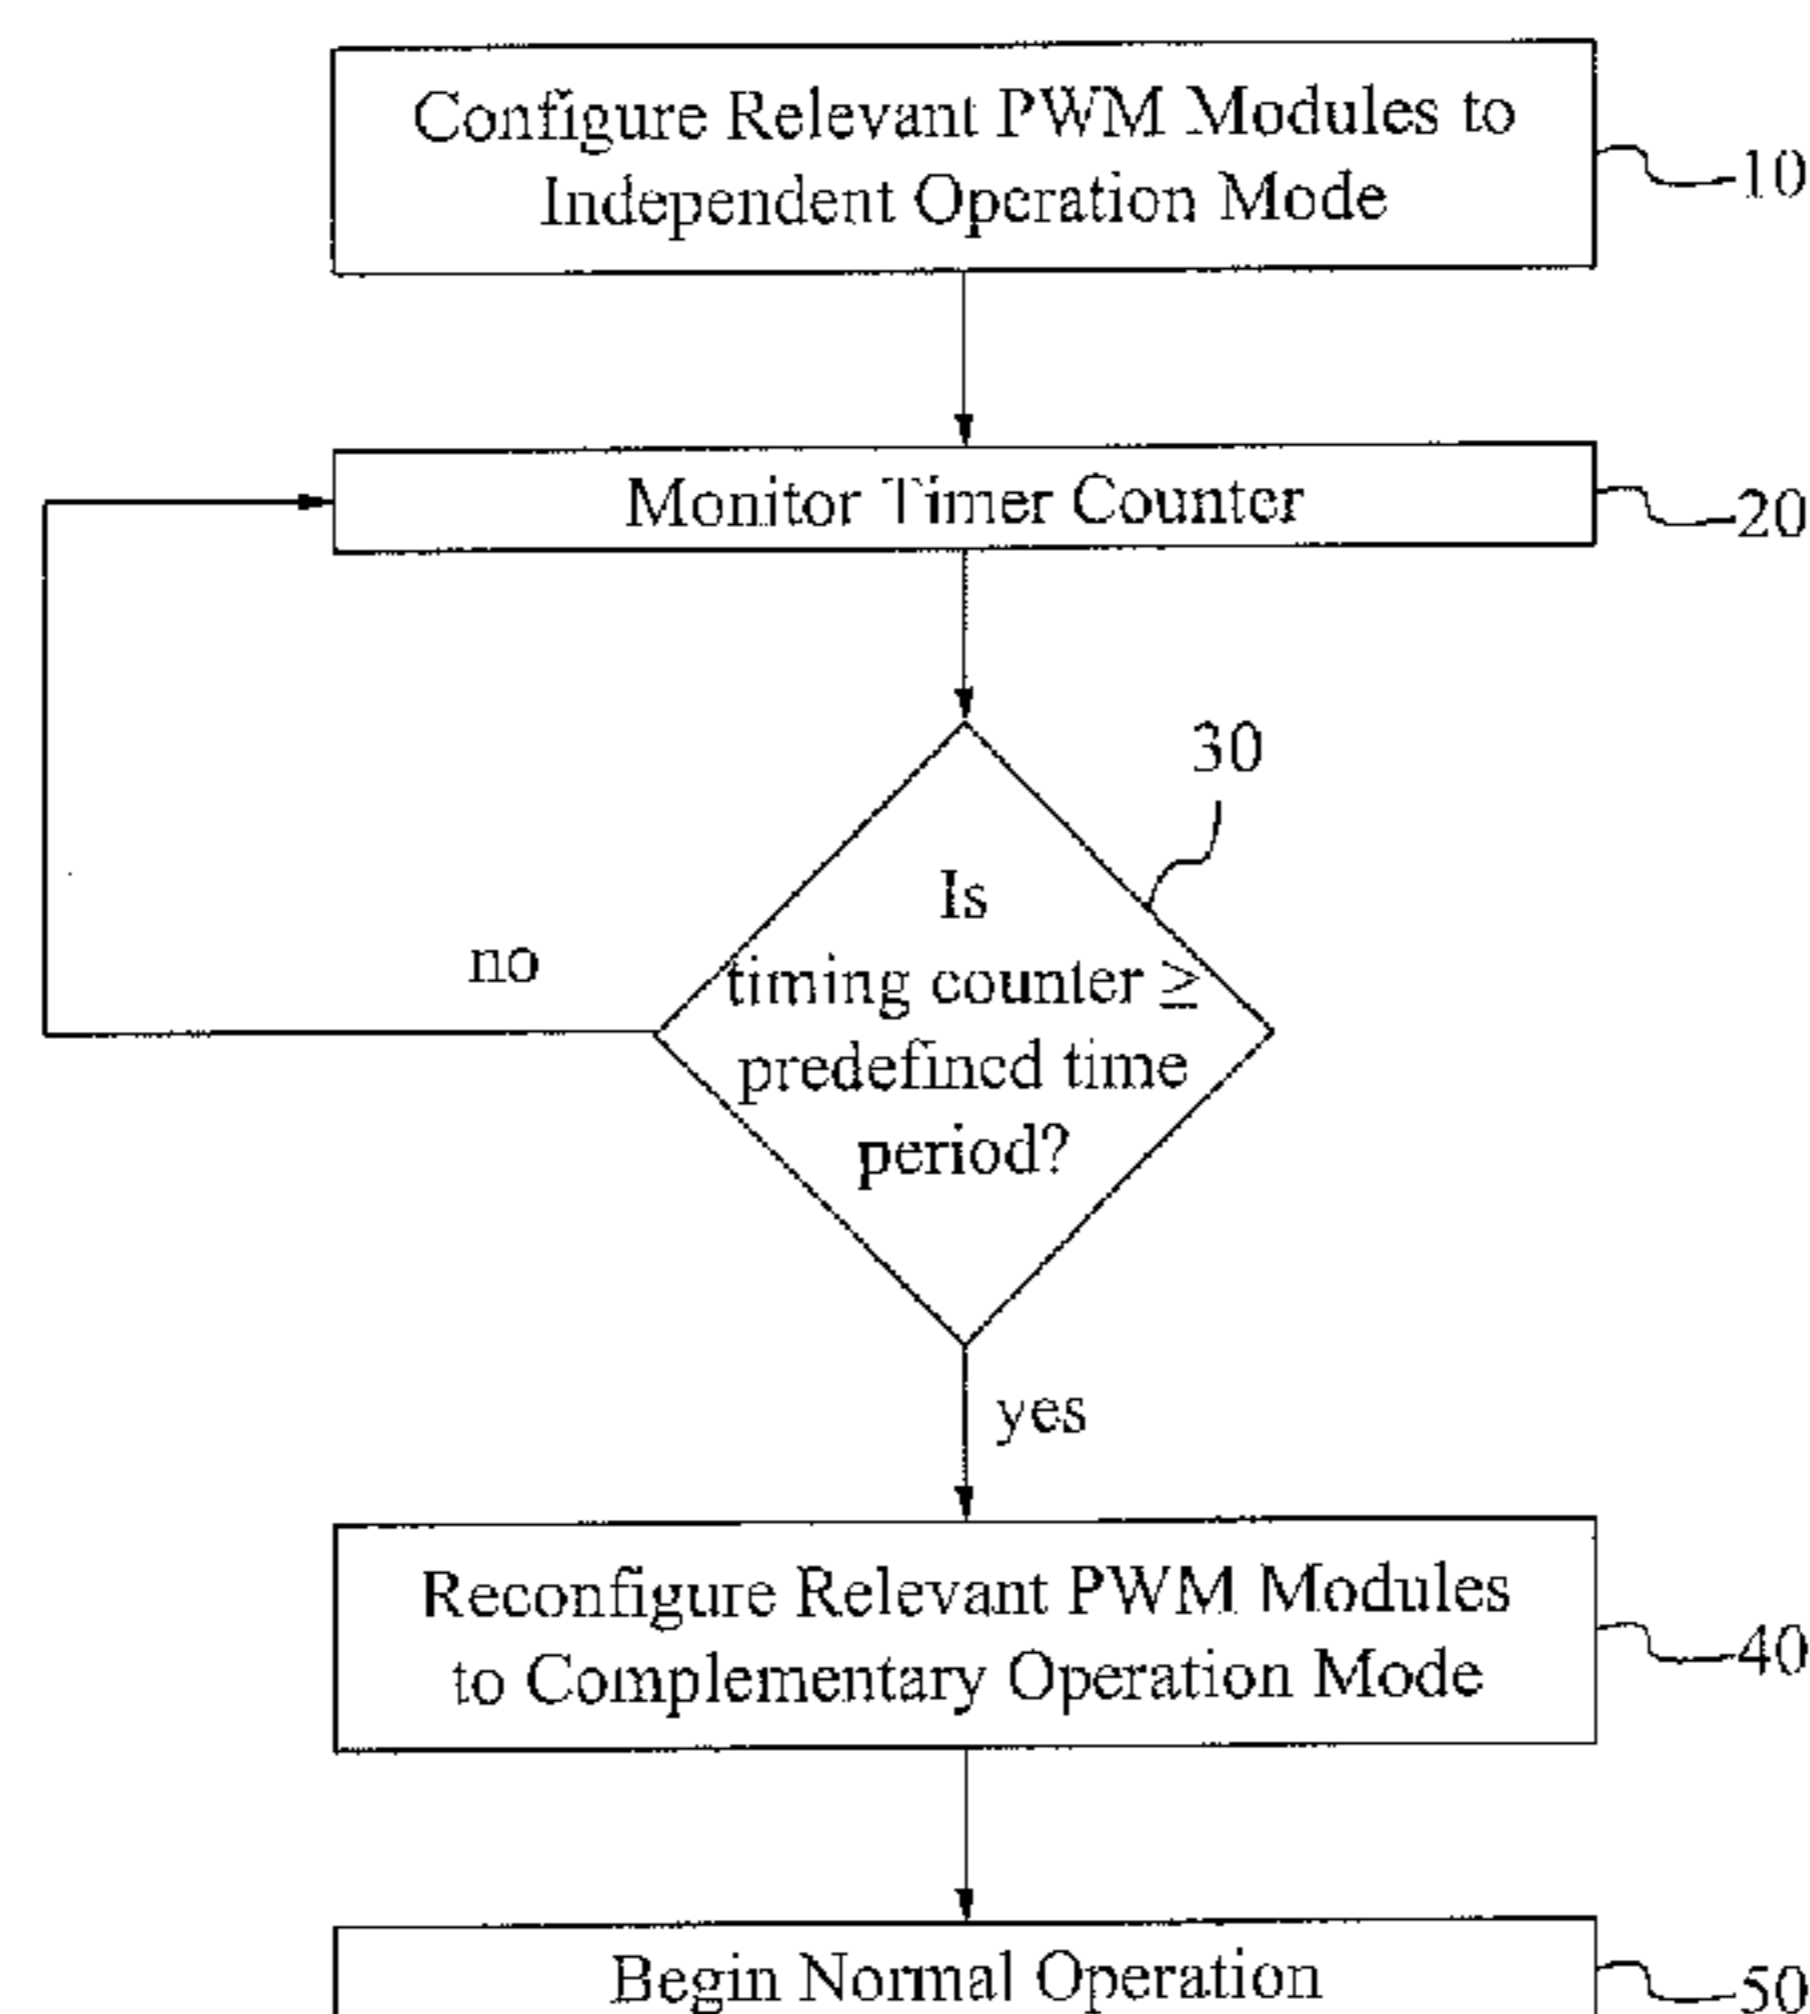 Configure Relevant PWM Modules to
Independent Operation Mode
10
Monitor Timer Counter
20
30
Is
timing counter ≥
predefined time
period?
no
yes
Reconfigure Relevant PWM Modules
to Complementary Operation Mode
40
Begin Normal Operation
50